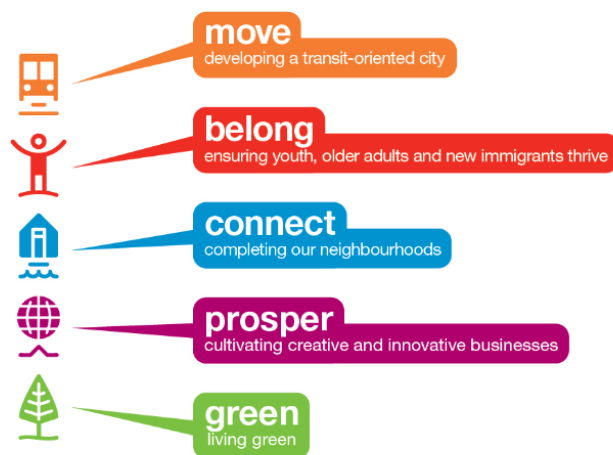 move
developing a transit-oriented city
belong
ensuring youth, older adults and new immigrants thrive
connect
completing our neighbourhoods
prosper
cultivating creative and innovative businesses
green
living green